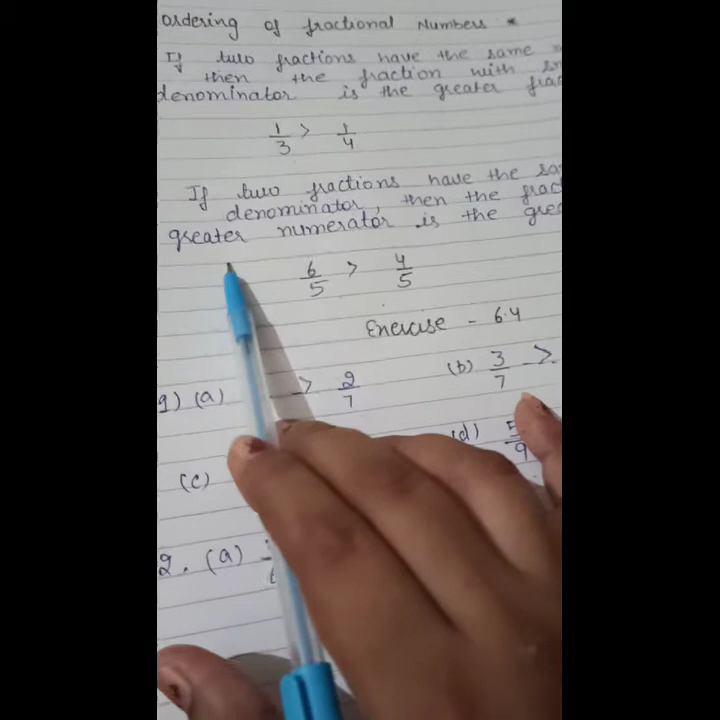 ordering of fractional Numbers *
If two fractions have the same
then the fraction with
denominator is the greater
1/3 > 1/4
If two fractions have the
denominator, then the
greater numerator is the
6/5 > 4/5
Exercise - 6.4
1) (a) > 2/7 (b) 3/7 >
(c) (d) 5/9
2. (a)